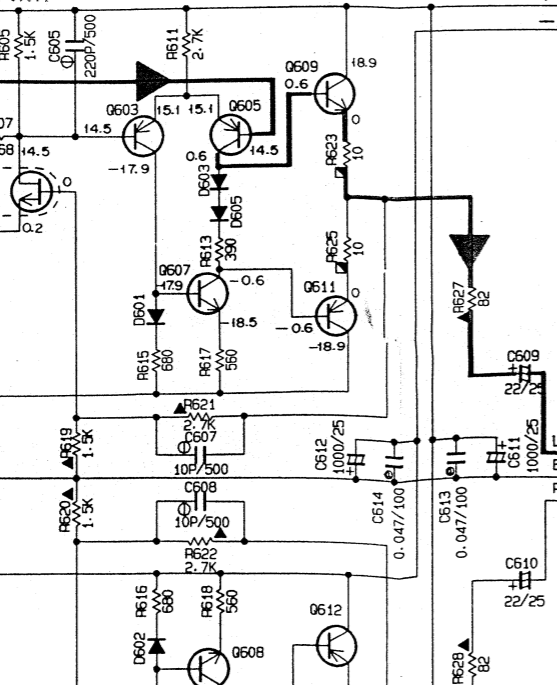 R605
1.5K
C605
220P/500
R611
2.7K
Q609
18.9
0.6
Q603
15.1
15.1
Q605
0
07
68
14.5
14.5
14.5
R623
10
-17.9
0.6
D603
0
D605
0.2
R613
390
R625
10
Q607
-17.9
-0.6
Q611
0
R627
82
D601
-18.5
-0.6
-18.9
R615
680
R617
560
C609
22/25
R621
2.7K
C607
10P/500
R619
1.5K
C612
1000/25
C611
1000/25
C608
10P/500
R620
1.5K
C614
0.047/100
C613
0.047/100
R622
2.7K
C610
22/25
R616
680
R618
560
Q612
D602
Q608
R628
82